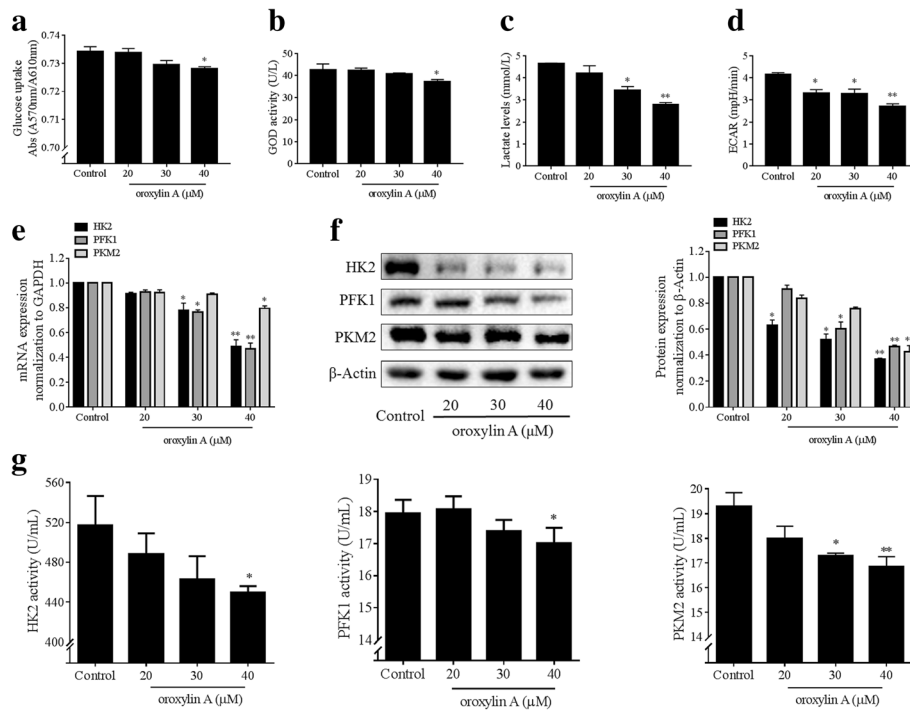 a
Glucose uptake
Abs (A570nm/A610nm)
0.74
0.73
0.72
0.71
0.70
*
Control 20 30 40
oroxylin A (μM)
b
GOD activity (U/L)
50
40
30
20
10
0
*
Control 20 30 40
oroxylin A (μM)
c
Lactate levels (mmol/L)
5
4
3
2
1
0
* **
Control 20 30 40
oroxylin A (μM)
d
ECAR (mpH/min)
5
4
3
2
1
0
* * **
Control 20 30 40
oroxylin A (μM)
e
HK2
PFK1
PKM2
mRNA expression
normalization to GAPDH
1.2
1.0
0.8
0.6
0.4
0.2
0.0
* * ** ** *
Control 20 30 40
oroxylin A (μM)
f
HK2
PFK1
PKM2
β-Actin
Control 20 30 40
oroxylin A (μM)
HK2
PFK1
PKM2
Protein expression
normalization to β-Actin
1.2
1.0
0.8
0.6
0.4
0.2
0.0
* * * ** ** *
Control 20 30 40
oroxylin A (μM)
g
HK2 activity (U/mL)
560
520
480
440
400
*
Control 20 30 40
oroxylin A (μM)
PFK1 activity (U/mL)
19
18
17
16
15
14
*
Control 20 30 40
oroxylin A (μM)
PKM2 activity (U/mL)
20
19
18
17
16
15
14
* **
Control 20 30 40
oroxylin A (μM)